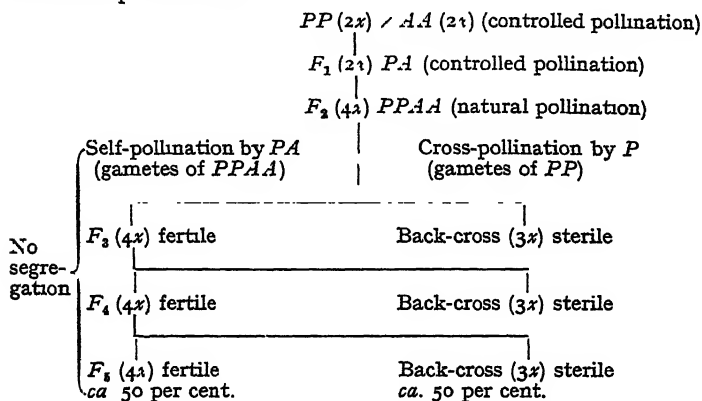 PP (2x) × AA (2x) (controlled pollination)
F₁ (2x) PA (controlled pollination)
F₂ (4x) PPAA (natural pollination)
Self-pollination by PA Cross-pollination by P
(gametes of PPAA) (gametes of PP)
No
segre-
gation
F₃ (4x) fertile Back-cross (3x) sterile
F₄ (4x) fertile Back-cross (3x) sterile
F₅ (4x) fertile Back-cross (3x) sterile
ca 50 per cent. ca. 50 per cent.